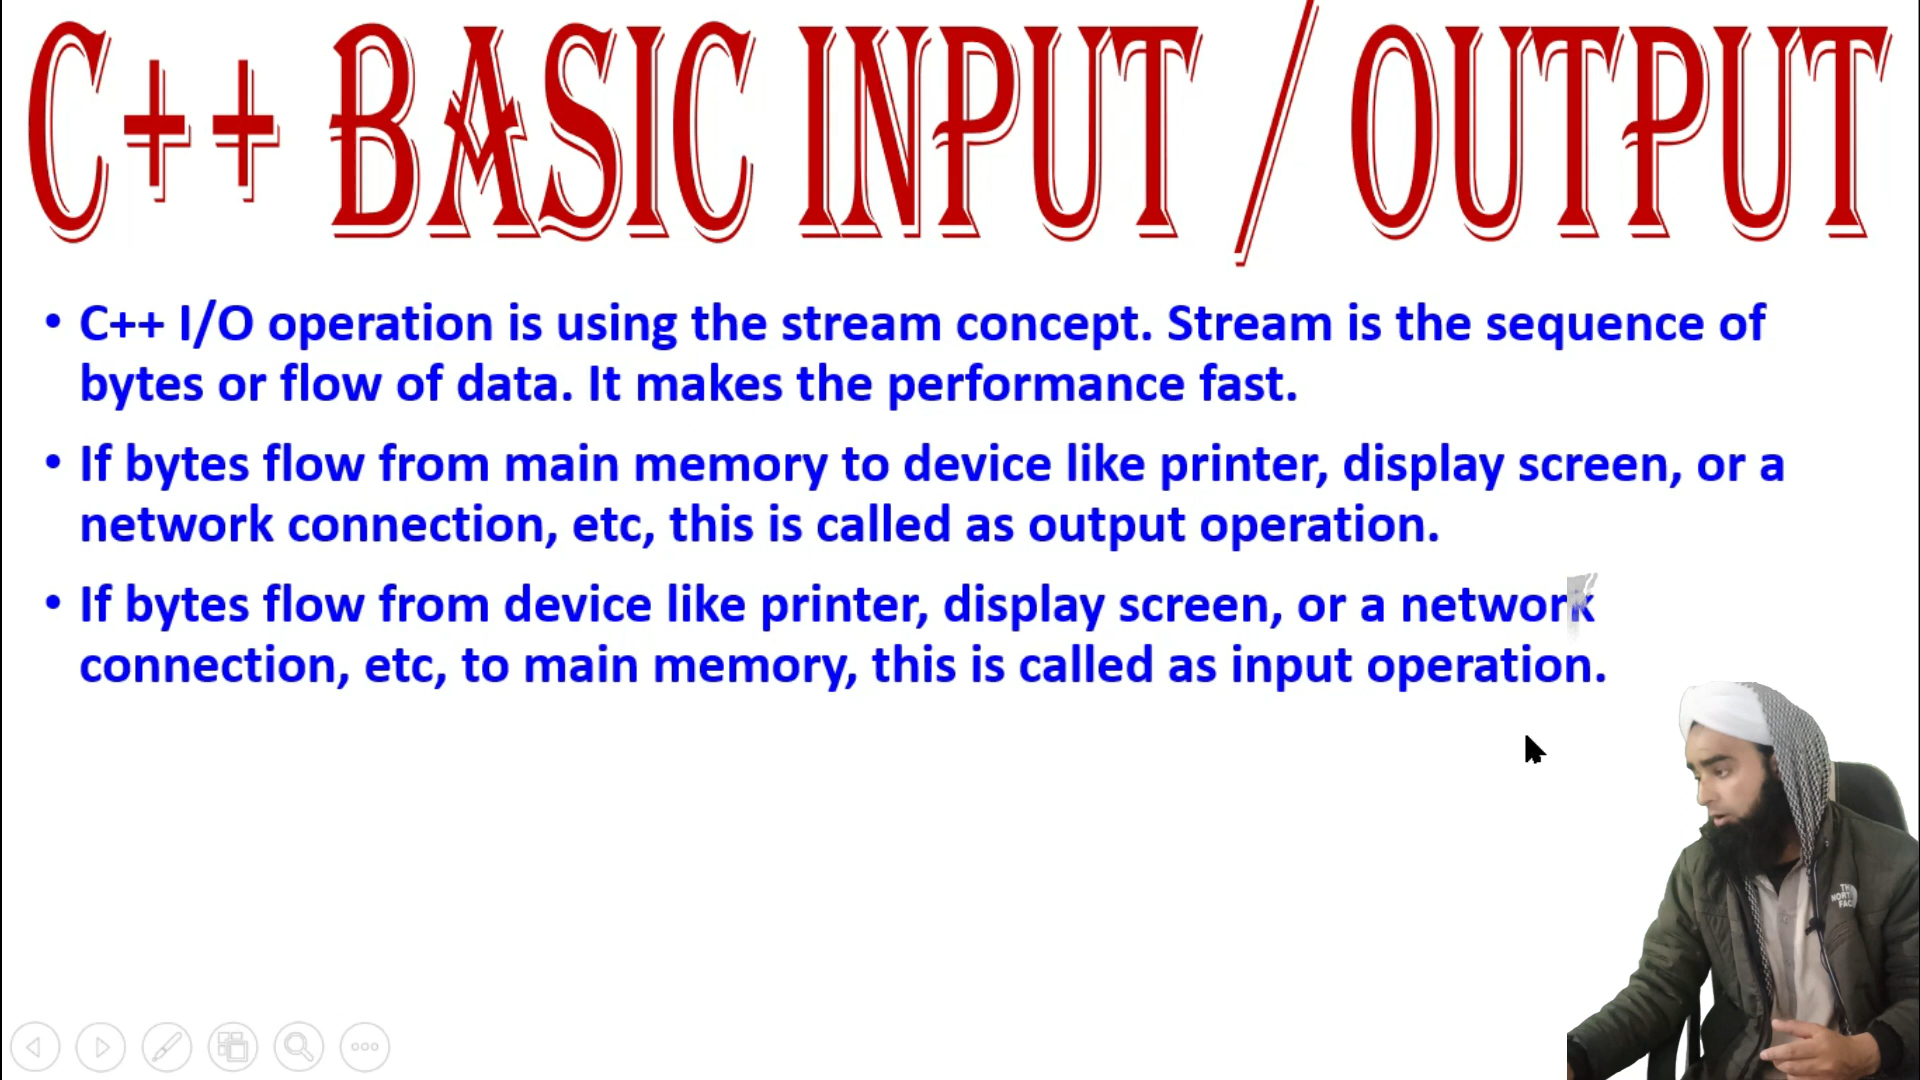 C++ BASIC INPUT / OUTPUT
• C++ I/O operation is using the stream concept. Stream is the sequence of
bytes or flow of data. It makes the performance fast.
• If bytes flow from main memory to device like printer, display screen, or a
network connection, etc, this is called as output operation.
• If bytes flow from device like printer, display screen, or a network
connection, etc, to main memory, this is called as input operation.